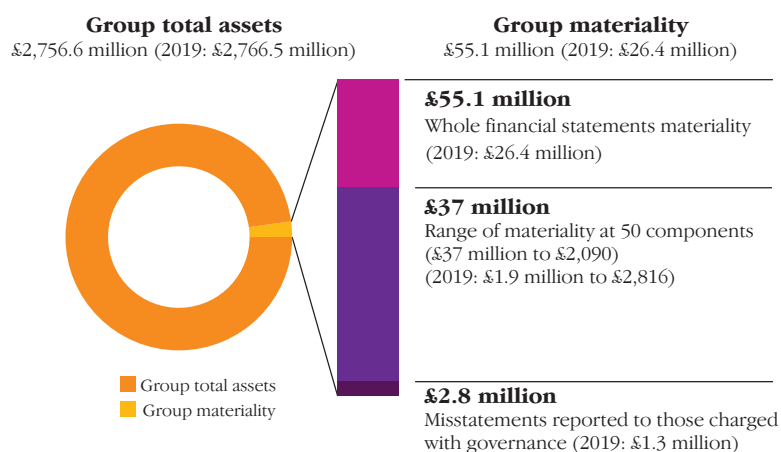 Group total assets
£2,756.6 million (2019: £2,766.5 million)
Group materiality
£55.1 million (2019: £26.4 million)
£55.1 million
Whole financial statements materiality
(2019: £26.4 million)
£37 million
Range of materiality at 50 components
(£37 million to £2,090)
(2019: £1.9 million to £2,816)
£2.8 million
Misstatements reported to those charged
with governance (2019: £1.3 million)
Group total assets
Group materiality